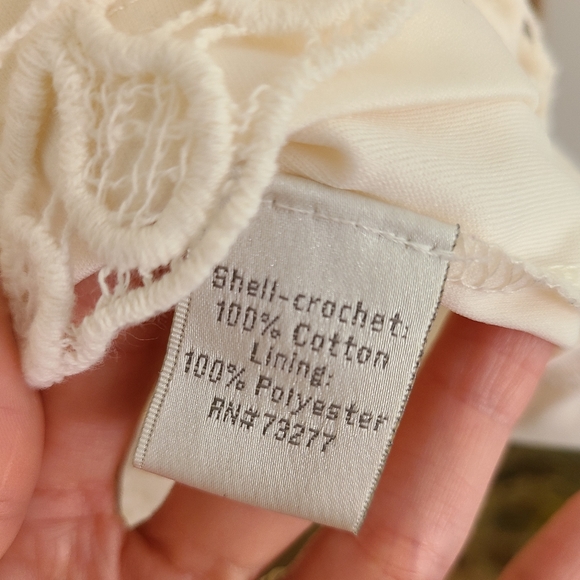 Shell-crochet:
100% Cotton
Lining:
100% Polyester
RN#73277